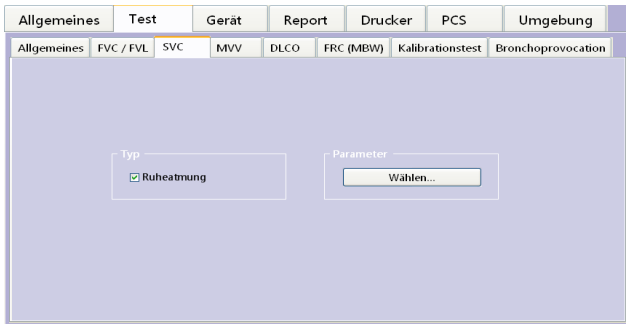 Allgemeines Test Gerät Report Drucker PCS Umgebung
Allgemeines FVC / FVL SVC MVV DLCO FRC (MBW) Kalibrationstest Bronchoprovocation
Typ Parameter
Ruheatmung Wählen...